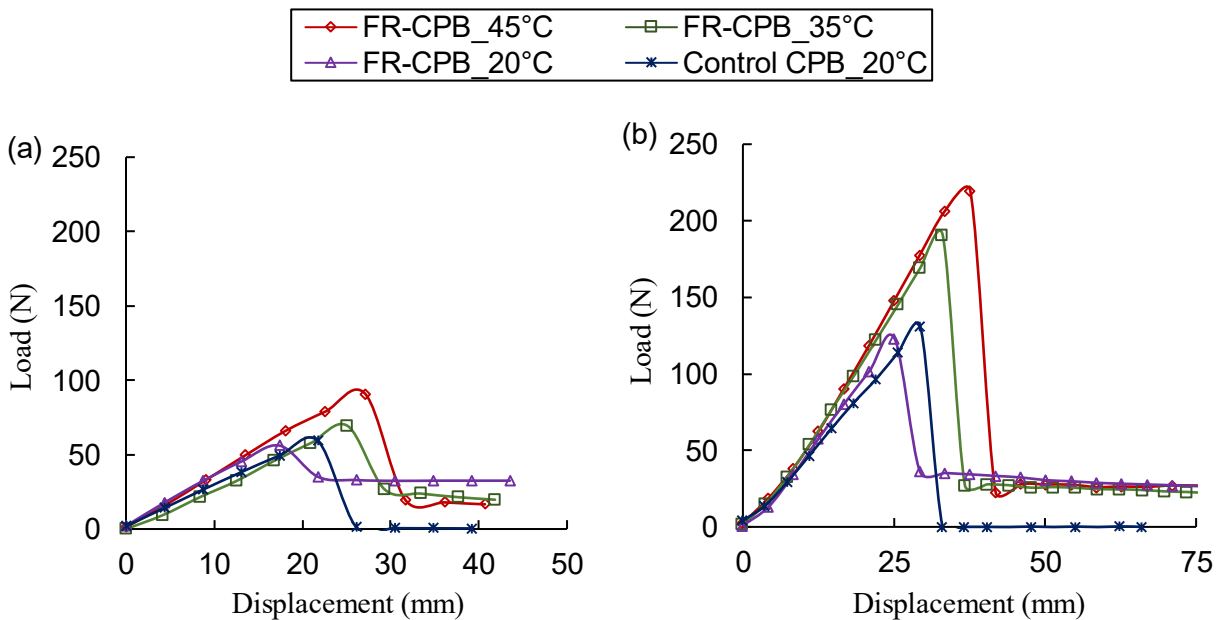 FR-CPB_45°C FR-CPB_35°C
FR-CPB_20°C Control CPB_20°C
(a)
250
200
150
100
50
0
Load (N)
0 10 20 30 40 50
Displacement (mm)
(b)
250
200
150
100
50
0
Load (N)
0 25 50 75
Displacement (mm)